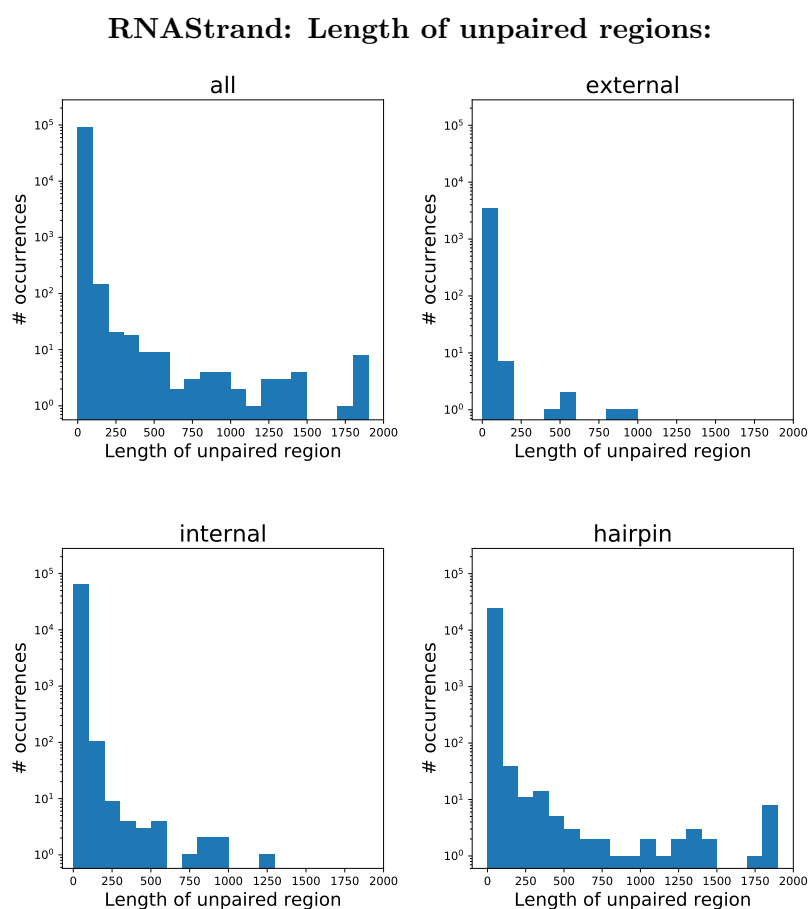 RNAStrand: Length of unpaired regions:
all
10^5
10^4
10^3
10^2
10^1
10^0
# occurrences
0 250 500 750 1000 1250 1500 1750 2000
Length of unpaired region
external
10^5
10^4
10^3
10^2
10^1
10^0
# occurrences
0 250 500 750 1000 1250 1500 1750 2000
Length of unpaired region
internal
10^5
10^4
10^3
10^2
10^1
10^0
# occurrences
0 250 500 750 1000 1250 1500 1750 2000
Length of unpaired region
hairpin
10^5
10^4
10^3
10^2
10^1
10^0
# occurrences
0 250 500 750 1000 1250 1500 1750 2000
Length of unpaired region